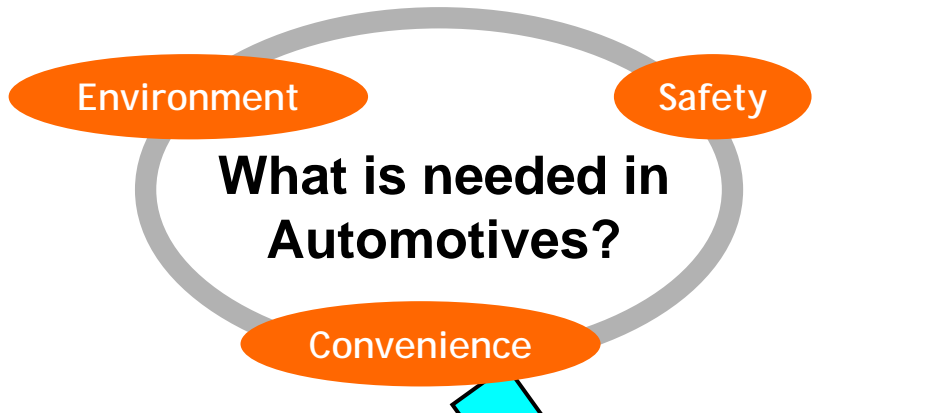 Environment
Safety
What is needed in
Automotives?
Convenience